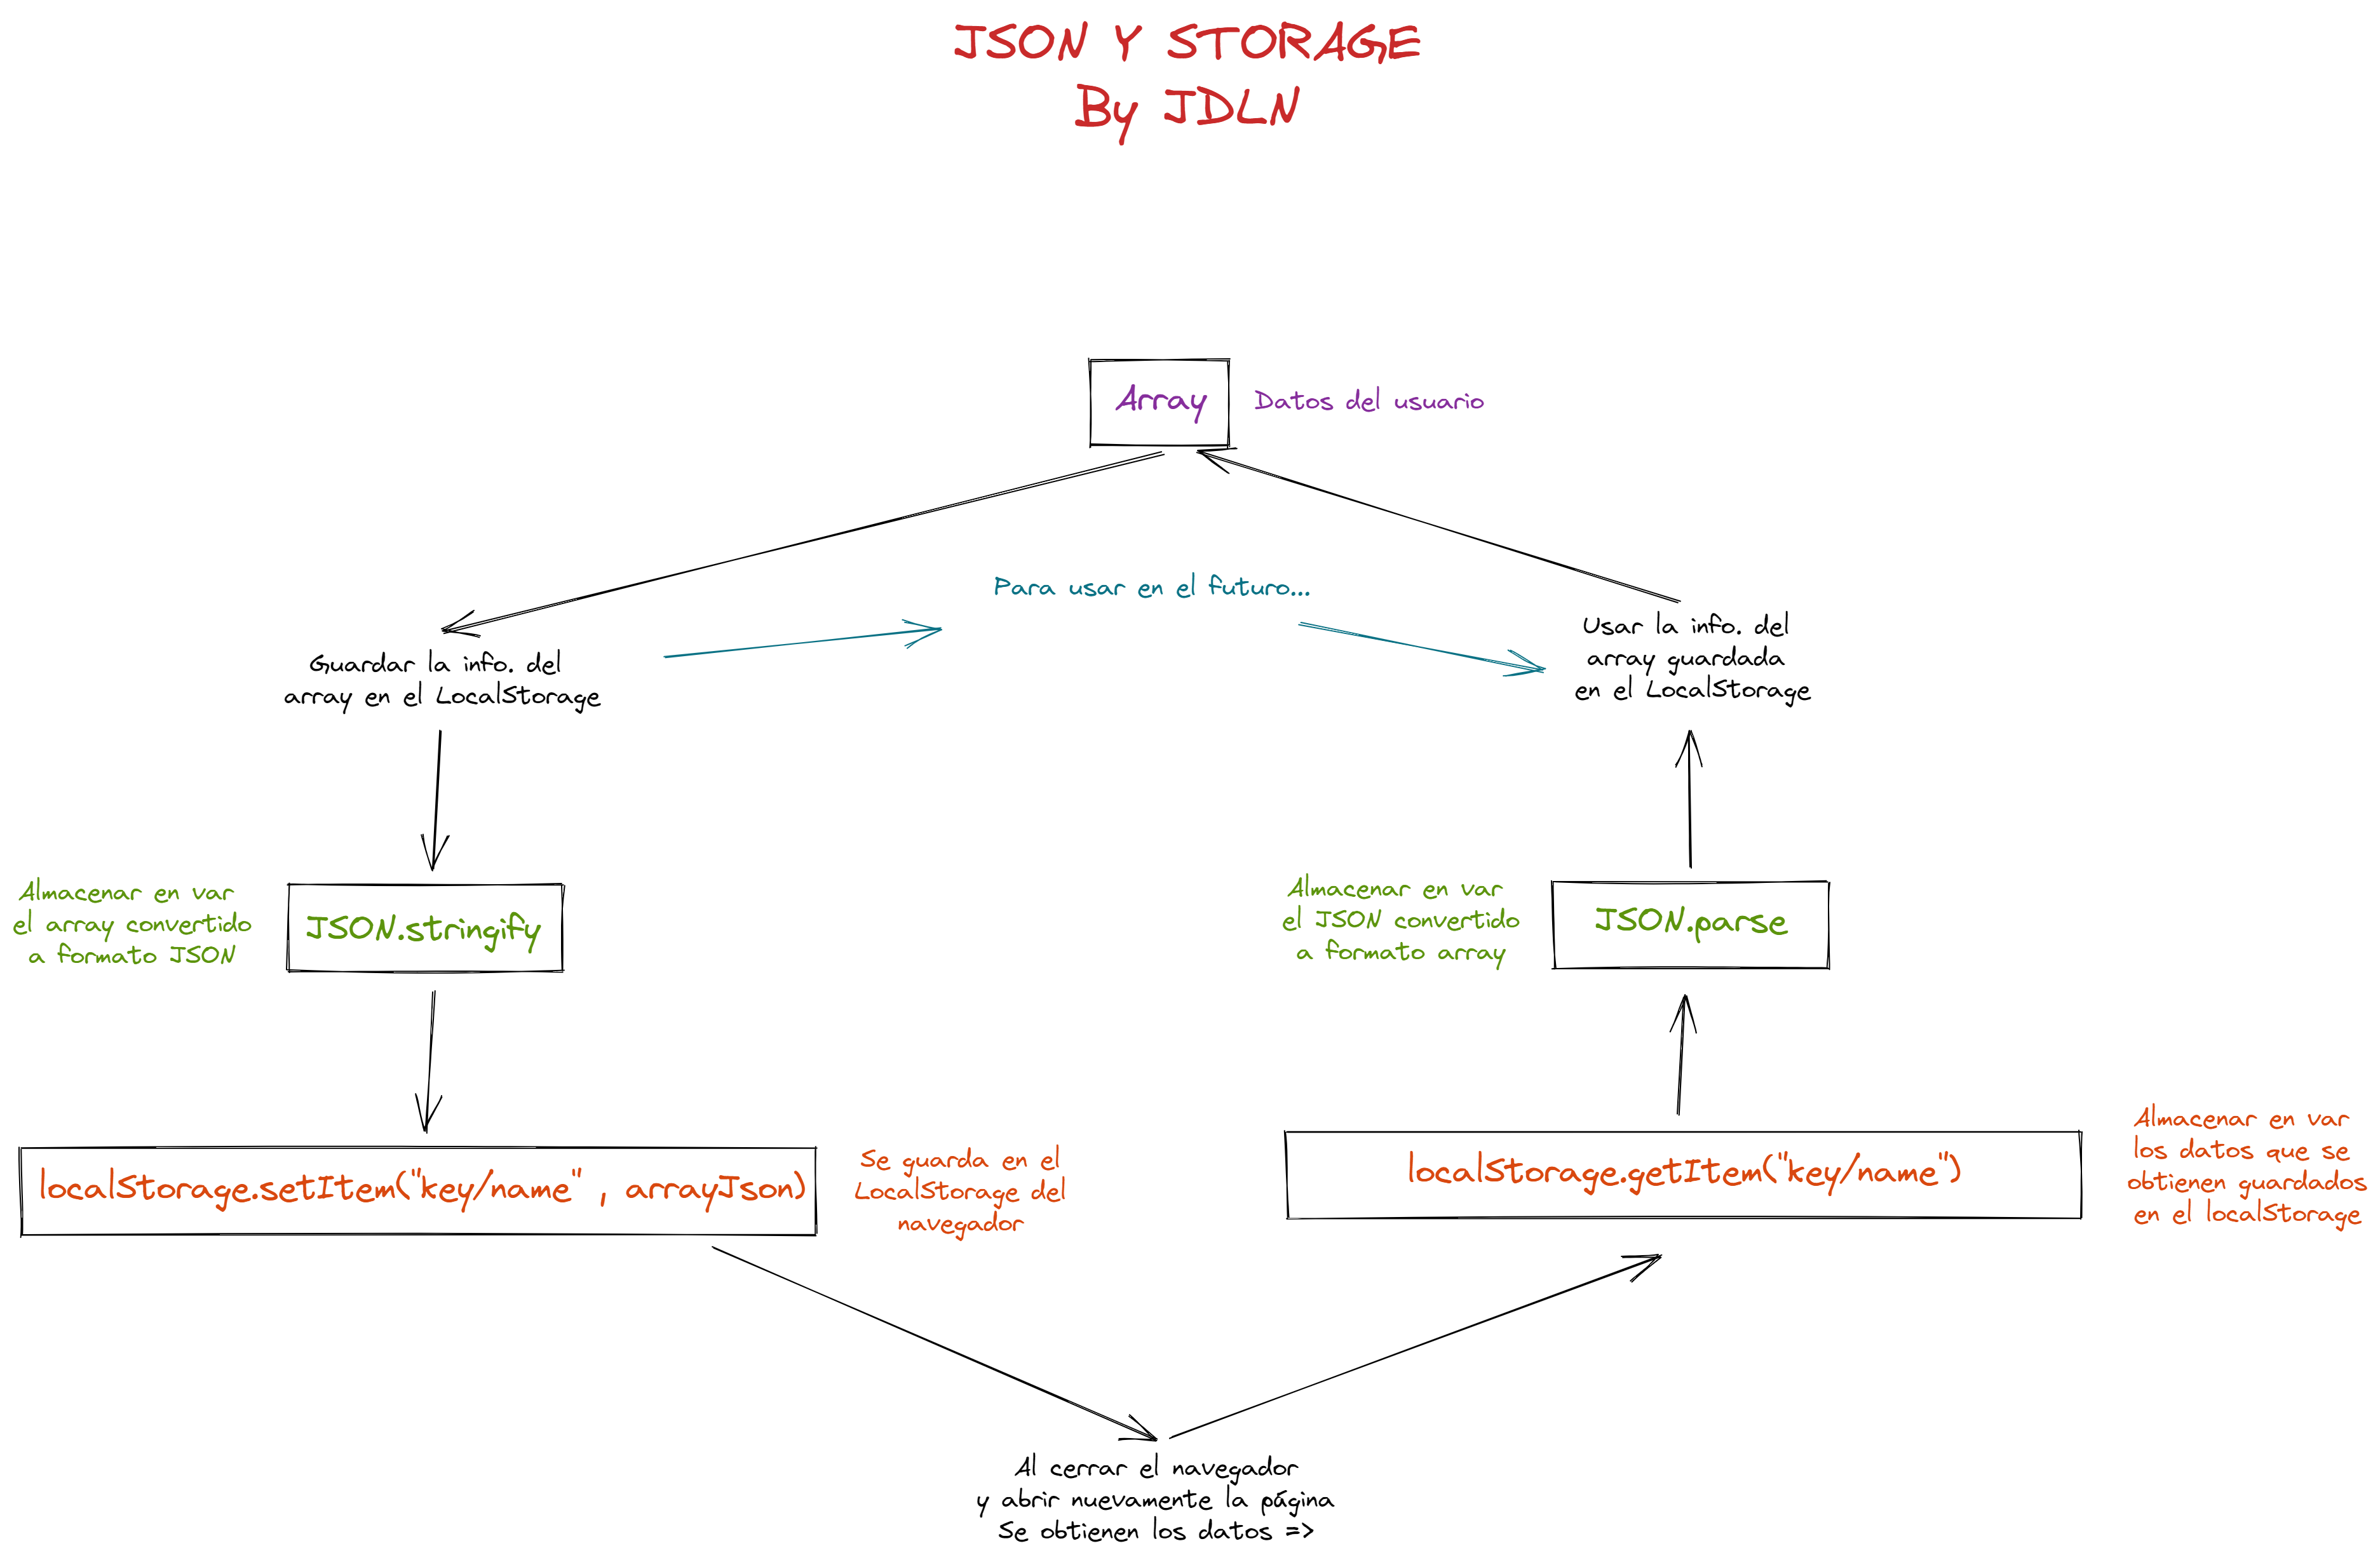 JSON Y STORAGE
By JDLN
Array
Datos del usuario
Para usar en el futuro...
Guardar la info. del
array en el LocalStorage
Usar la info. del
array guardada
en el LocalStorage
Almacenar en var
el array convertido
a formato JSON
JSON.stringify
Almacenar en var
el JSON convertido
a formato array
JSON.parse
localStorage.setItem("key/name" , arrayJson)
Se guarda en el
LocalStorage del
navegador
localStorage.getItem("key/name")
Almacenar en var
los datos que se
obtienen guardados
en el localStorage
Al cerrar el navegador
y abrir nuevamente la página
Se obtienen los datos =>